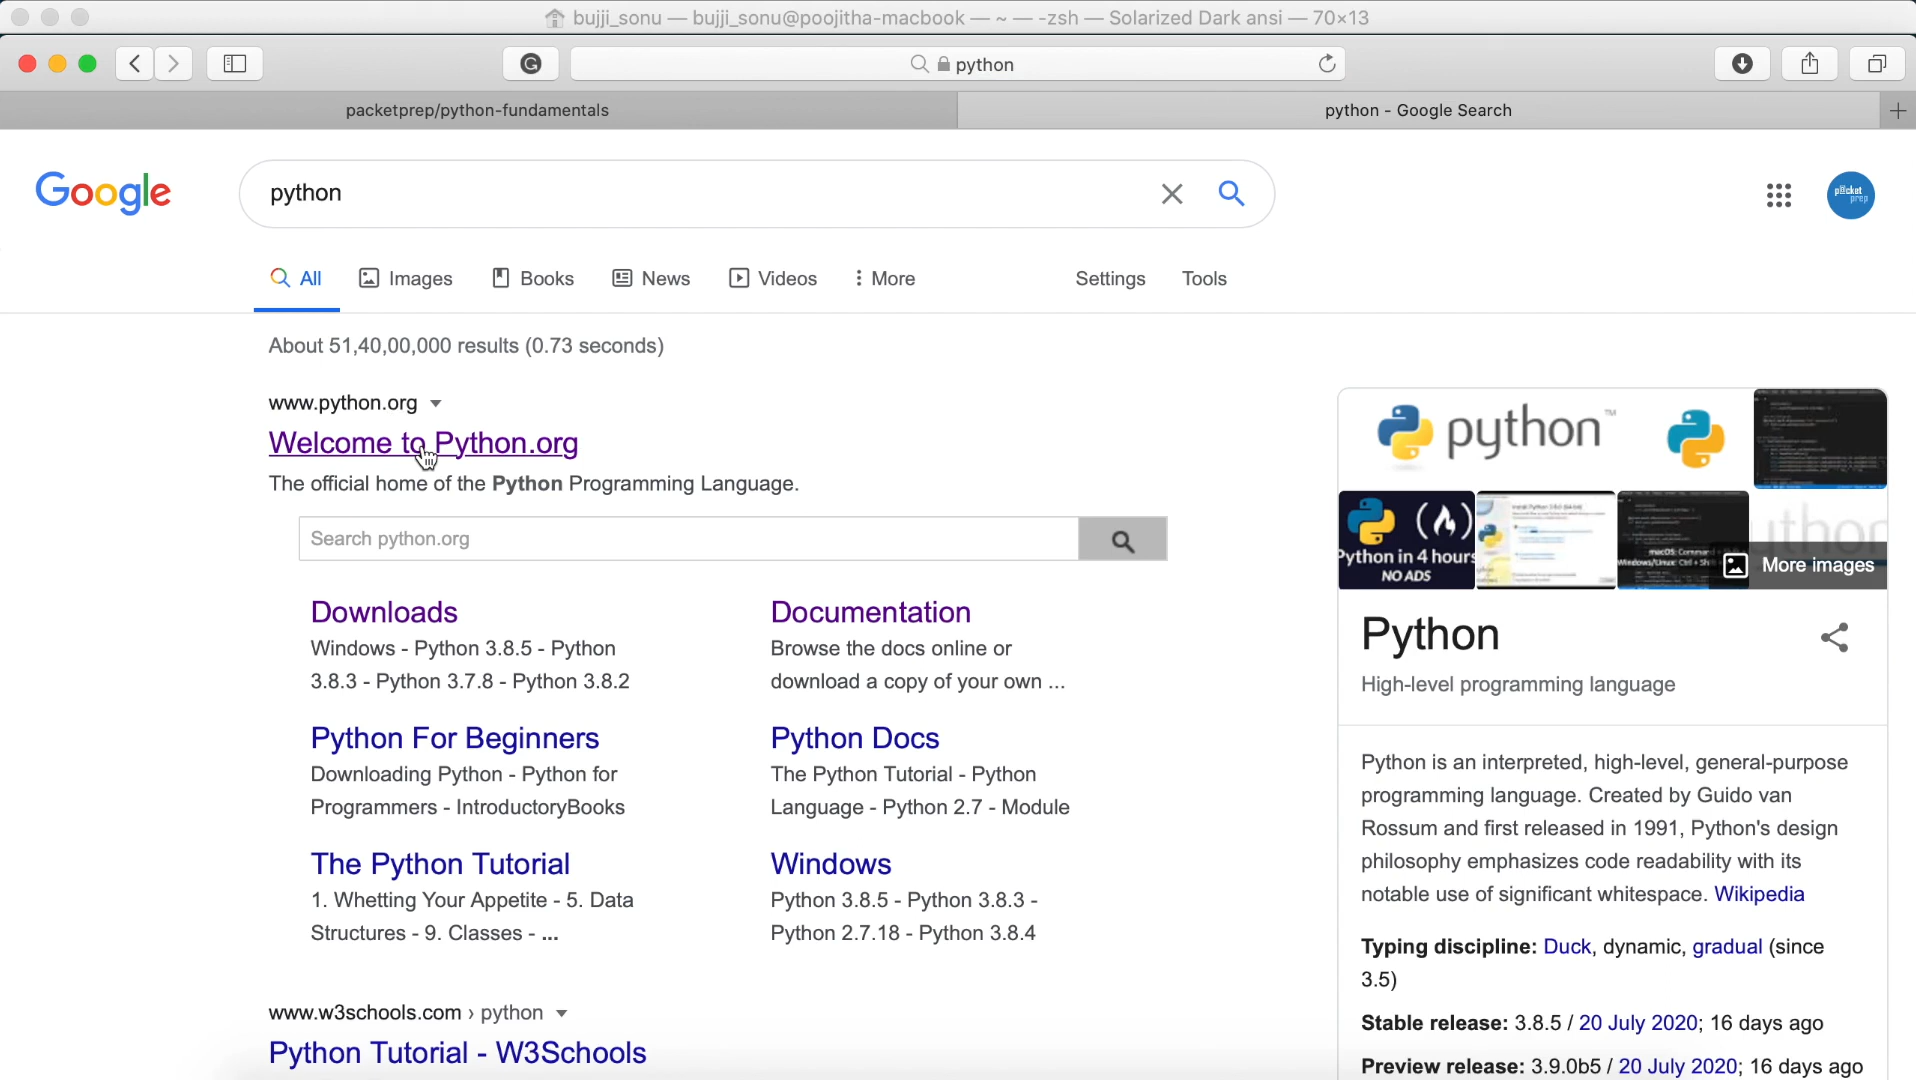 bujji_sonu — bujji_sonu@poojitha-macbook — ~ — -zsh — Solarized Dark ansi — 70×13
python
packetprep/python-fundamentals
python - Google Search
Google
python
All
Images
Books
News
Videos
More
Settings
Tools
About 51,40,00,000 results (0.73 seconds)
www.python.org
Welcome to Python.org
The official home of the Python Programming Language.
Search python.org
Downloads
Windows - Python 3.8.5 - Python
3.8.3 - Python 3.7.8 - Python 3.8.2
Documentation
Browse the docs online or
download a copy of your own ...
Python For Beginners
Downloading Python - Python for
Programmers - IntroductoryBooks
Python Docs
The Python Tutorial - Python
Language - Python 2.7 - Module
The Python Tutorial
1. Whetting Your Appetite - 5. Data
Structures - 9. Classes - ...
Windows
Python 3.8.5 - Python 3.8.3 -
Python 2.7.18 - Python 3.8.4
www.w3schools.com › python
Python Tutorial - W3Schools
python™
Python in 4 hours
NO ADS
More images
Python
High-level programming language
Python is an interpreted, high-level, general-purpose
programming language. Created by Guido van
Rossum and first released in 1991, Python's design
philosophy emphasizes code readability with its
notable use of significant whitespace. Wikipedia
Typing discipline: Duck, dynamic, gradual (since
3.5)
Stable release: 3.8.5 / 20 July 2020; 16 days ago
Preview release: 3.9.0b5 / 20 July 2020; 16 days ago